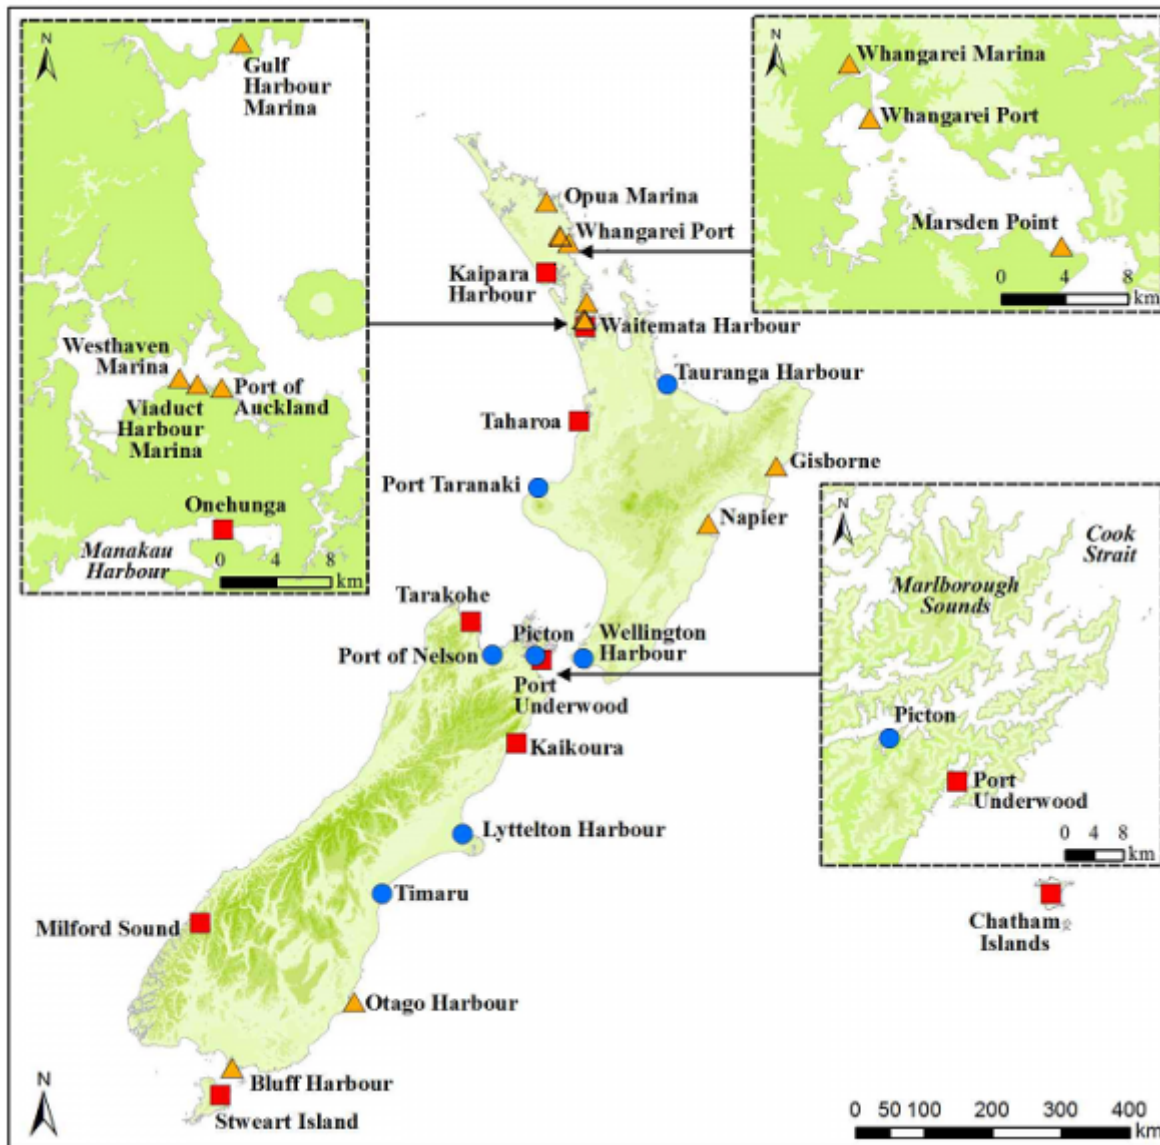 N
Gulf
Harbour
Marina
Westhaven
Marina
Viaduct
Harbour
Marina
Port of
Auckland
Onehunga
Manakau
Harbour
0 4 8
km
N
Whangarei Marina
Whangarei Port
Marsden Point
0 4 8
km
Opua Marina
Whangarei Port
Kaipara
Harbour
Waitemata Harbour
Tauranga Harbour
Taharoa
Gisborne
Port Taranaki
Napier
Tarakohe
Picton
Wellington
Harbour
Port of Nelson
Port
Underwood
Kaikoura
Lyttelton Harbour
Timaru
Milford Sound
Otago Harbour
Bluff Harbour
Stweart Island
N
Cook
Strait
Marlborough
Sounds
Picton
Port
Underwood
0 4 8
km
Chatham
Islands
N
0 50 100 200 300 400
km